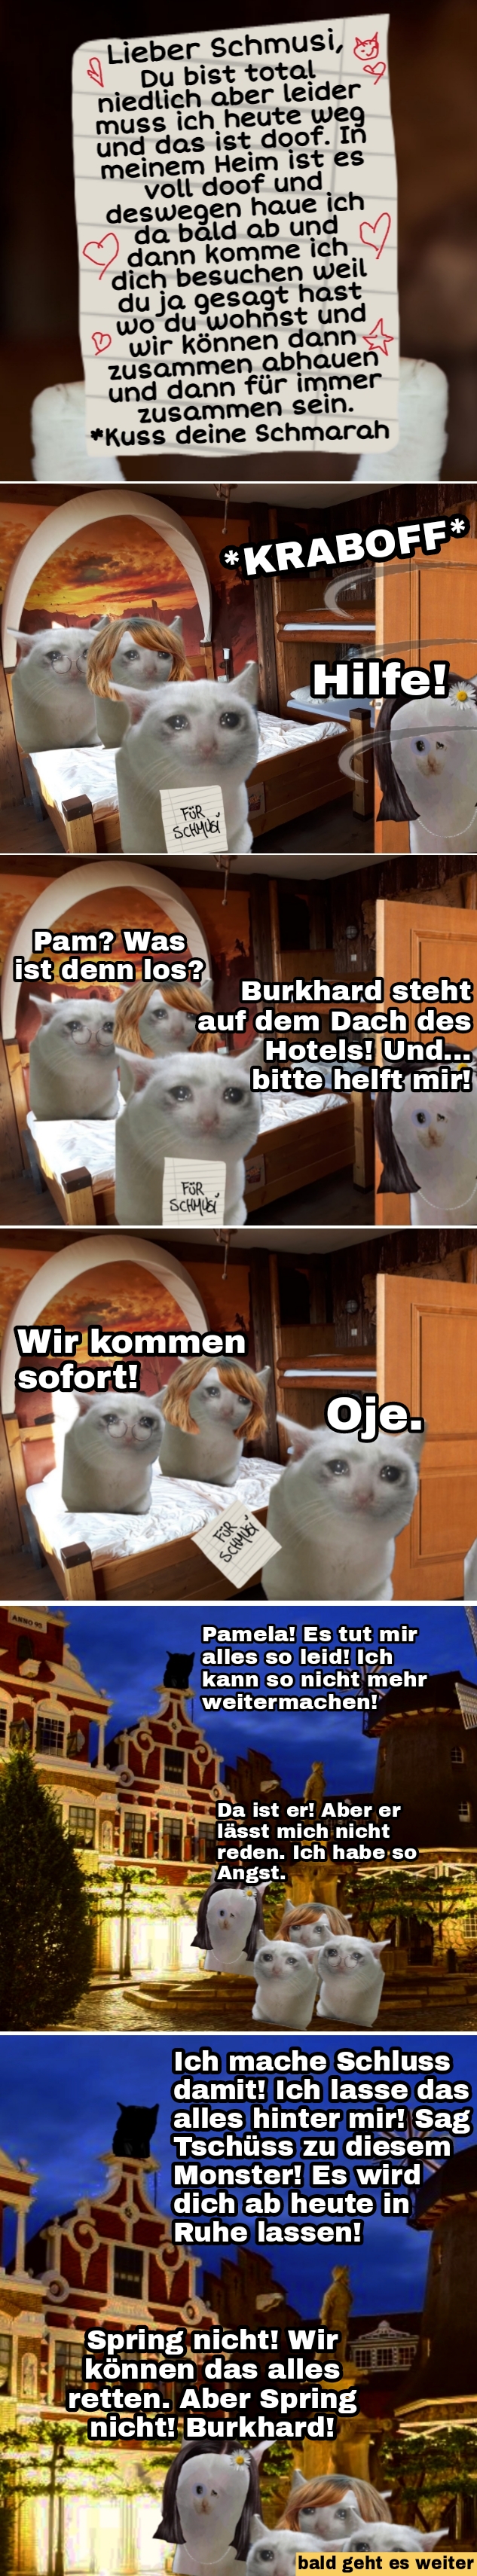 Lieber Schmusi,
Du bist total
niedlich aber leider
muss ich heute weg
und das ist doof. In
meinem Heim ist es
voll doof und
deswegen haue ich
da bald ab und
dann komme ich
dich besuchen weil
du ja gesagt hast
wo du wohnst und
wir können dann
zusammen abhauen
und dann für immer
zusammen sein.
*Kuss deine Schmarah
*KRABOFF*
Hilfe!
FÜR
SCHMUSI
Pam? Was
ist denn los?
Burkhard steht
auf dem Dach des
Hotels! Und...
bitte helft mir!
FÜR
SCHMUSI
Wir kommen
sofort!
Oje.
FÜR
SCHMUSI
ANNO 92
Pamela! Es tut mir
alles so leid! Ich
kann so nicht mehr
weitermachen!
Da ist er! Aber er
lässt mich nicht
reden. Ich habe so
Angst.
Ich mache Schluss
damit! Ich lasse das
alles hinter mir! Sag
Tschüss zu diesem
Monster! Es wird
dich ab heute in
Ruhe lassen!
Spring nicht! Wir
können das alles
retten. Aber Spring
nicht! Burkhard!
bald geht es weiter